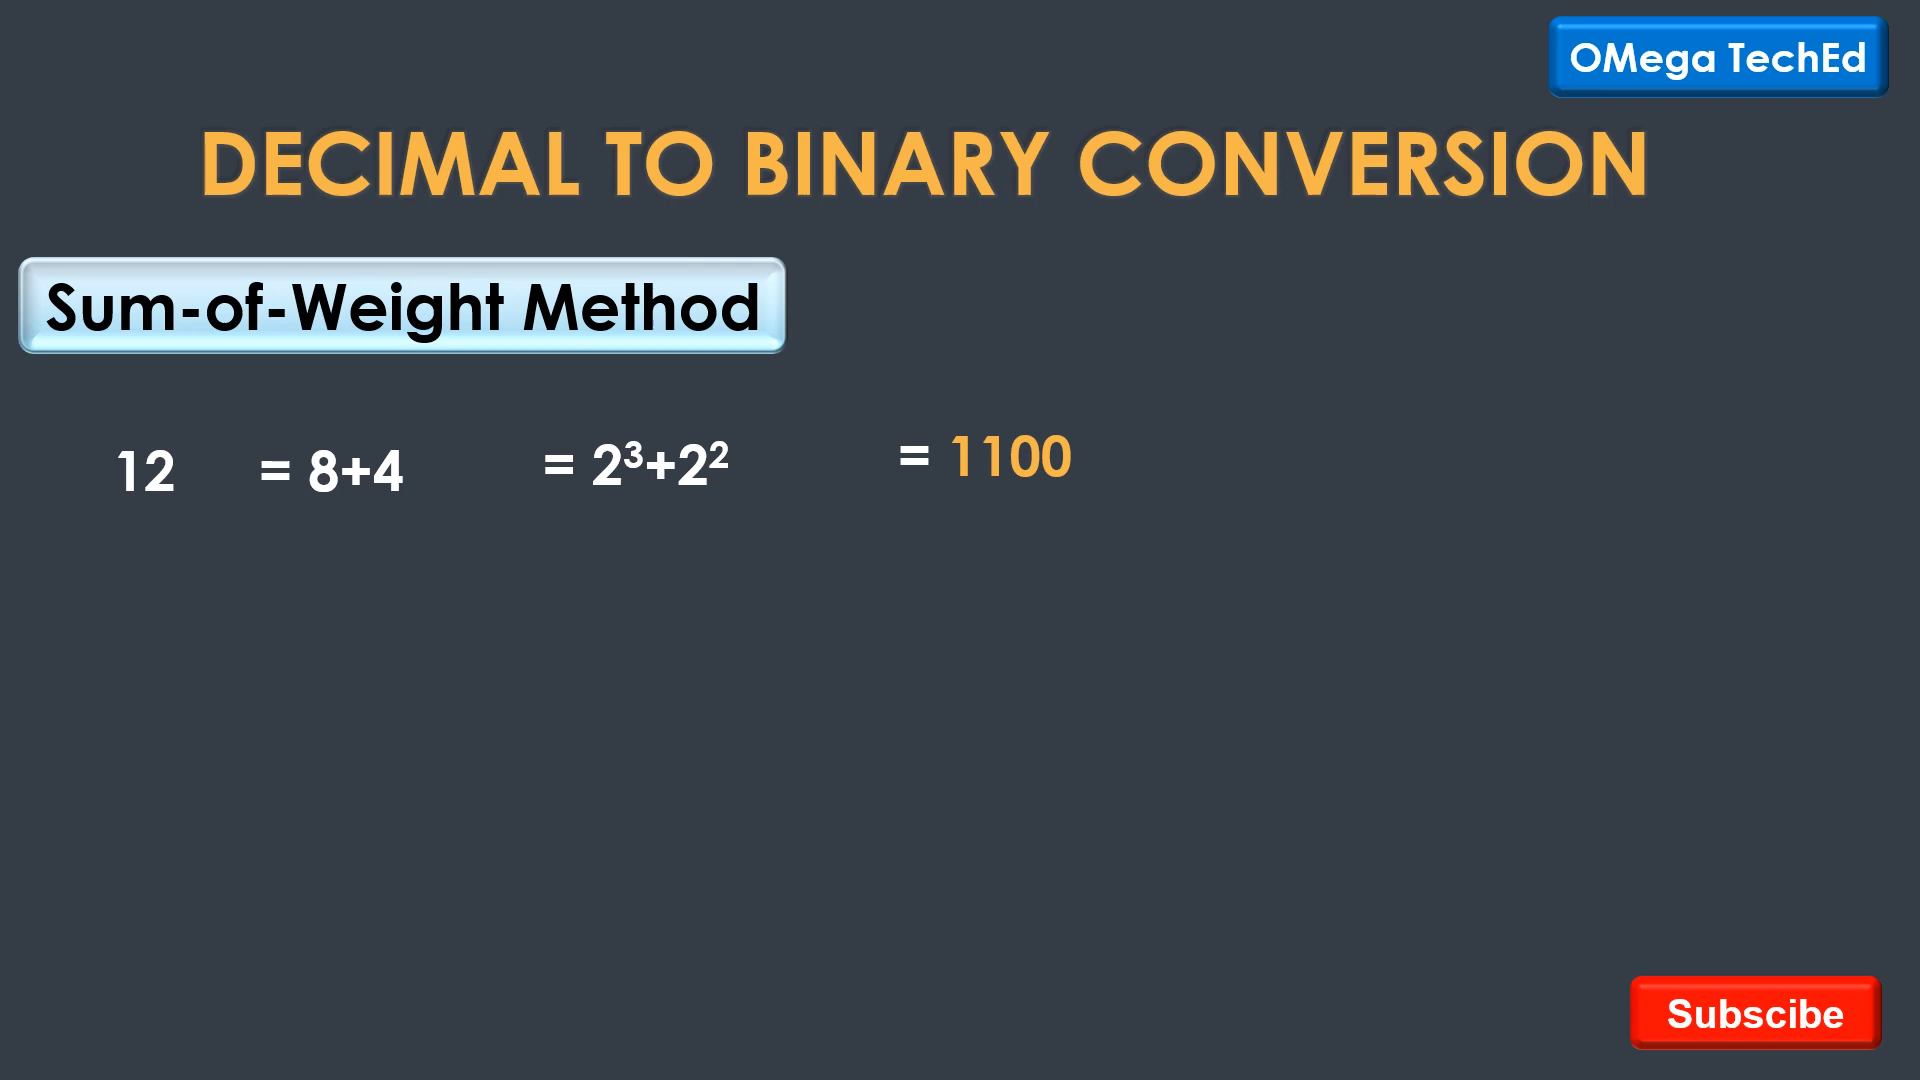 OMega TechEd
DECIMAL TO BINARY CONVERSION
Sum-of-Weight Method
12 = 8+4 = 2³+2² = 1100
Subscibe